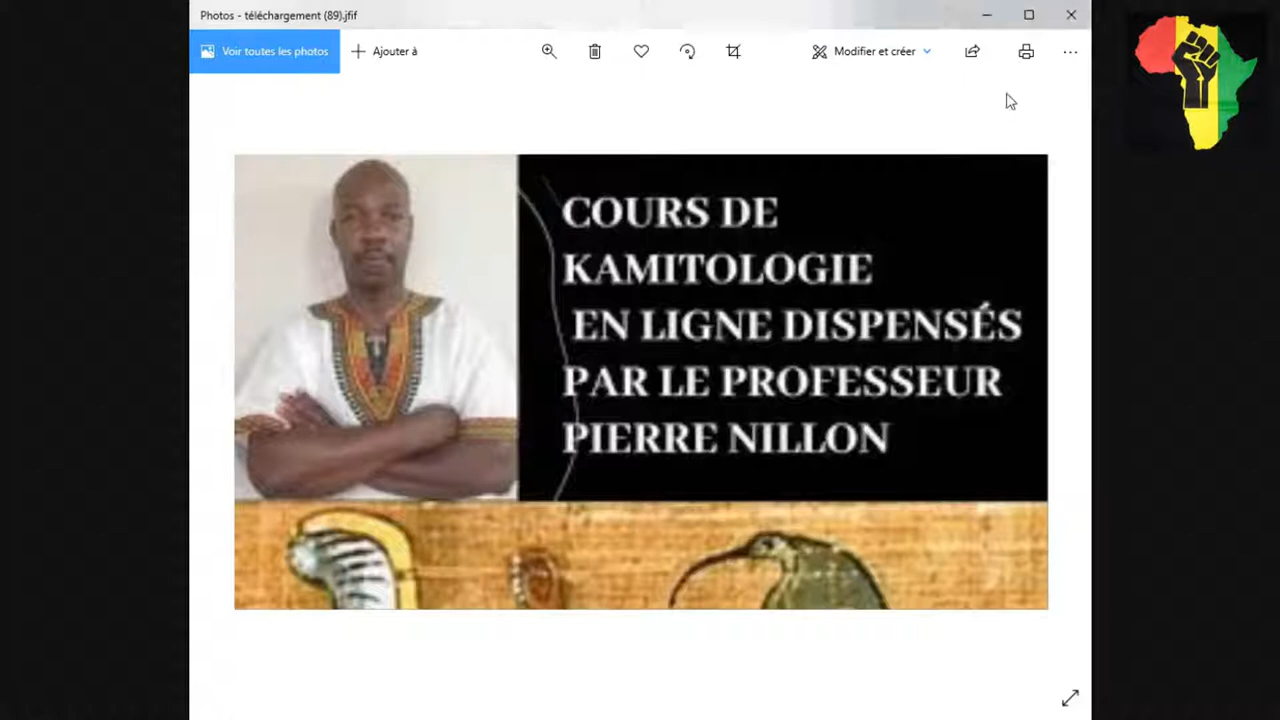 Photos - téléchargement (89).jfif
Voir toutes les photos
Ajouter à
Modifier et créer
COURS DE
KAMITOLOGIE
EN LIGNE DISPENSÉS
PAR LE PROFESSEUR
PIERRE NILLON